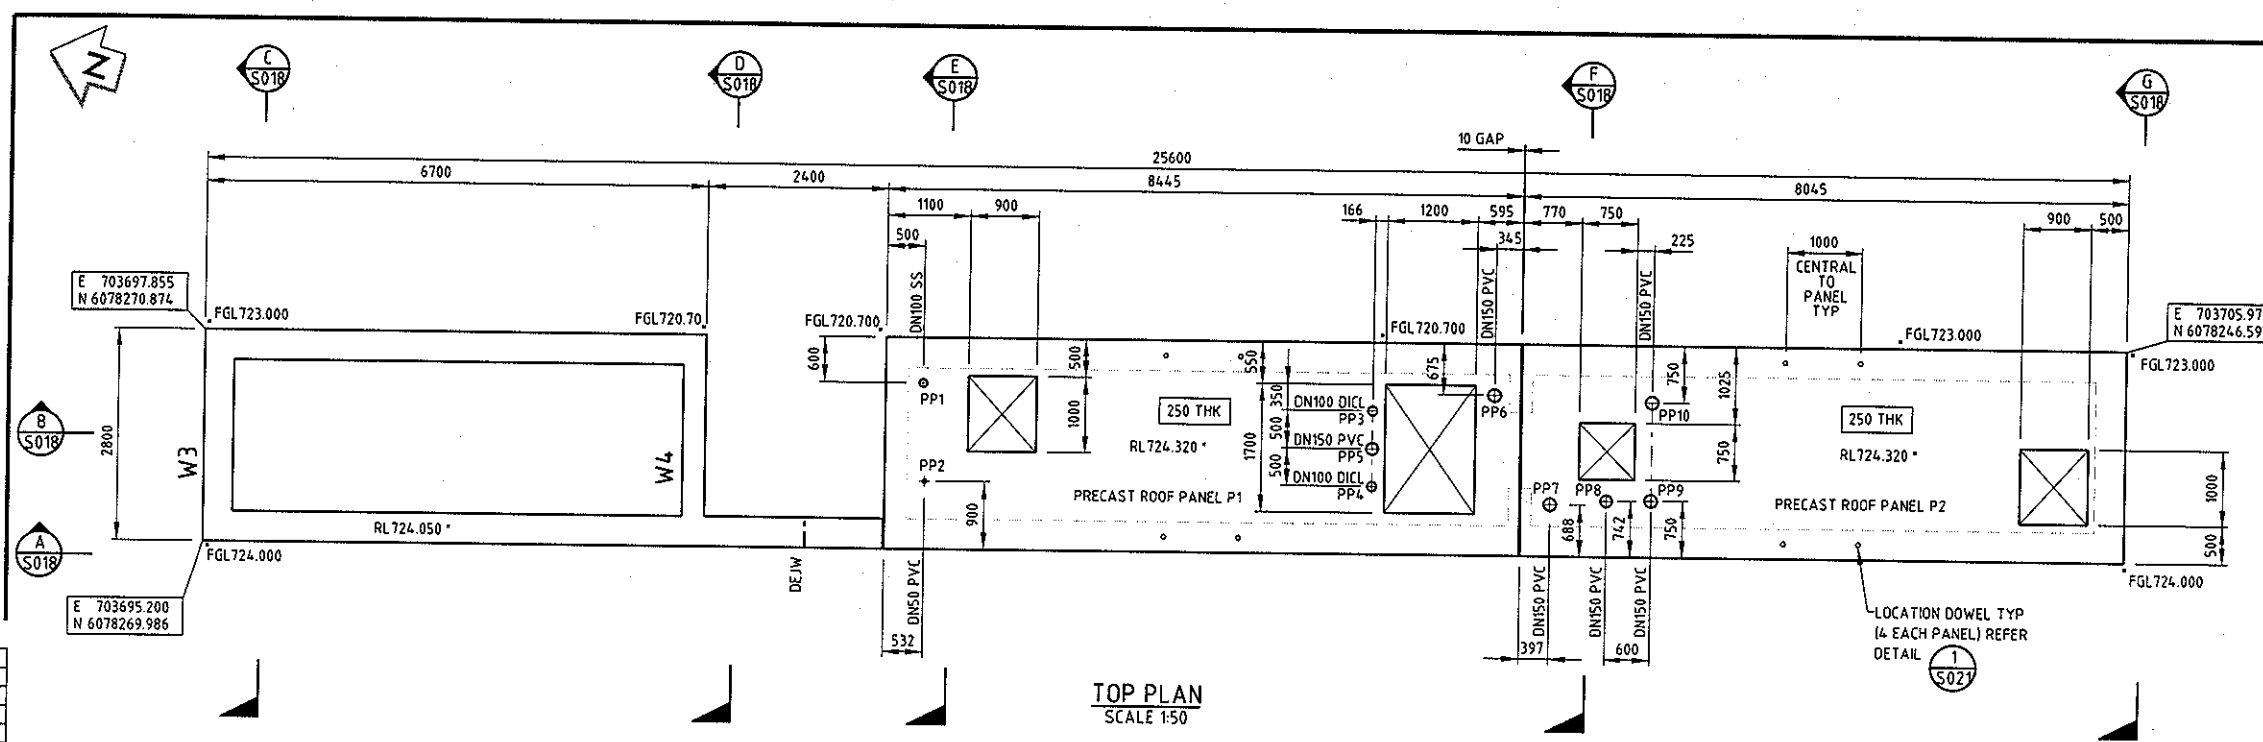 N
C
S018
D
S018
E
S018
F
S018
G
S018
10 GAP
25600
6700
2400
8445
8045
1100
900
166
1200
595
770
750
900
500
500
345
225
1000
CENTRAL
TO
PANEL
TYP
E 703697.855
N 6078270.874
FGL723.000
FGL720.70
FGL720.700
DN100 SS
FGL720.700
DN150 PVC
DN150 PVC
FGL723.000
E 703705.97
N 6078246.59
FGL723.000
600
500
550
675
750
1025
PP1
1000
350
DN100 DICL
PP3
PP6
PP10
250 THK
250 THK
B
S018
2800
W3
W4
RL724.320 *
1700
500
DN150 PVC
PP5
750
RL724.320 *
PP2
500
DN100 DICL
PP4
PP7
PP8
PP9
1000
PRECAST ROOF PANEL P1
PRECAST ROOF PANEL P2
RL724.050 *
900
688
742
750
500
A
S018
FGL724.000
FGL724.000
DEJW
DN50 PVC
DN150 PVC
DN150 PVC
DN150 PVC
E 703695.200
N 6078269.986
532
397
600
LOCATION DOWEL TYP
(4 EACH PANEL) REFER
DETAIL
1
S021
TOP PLAN
SCALE 1:50